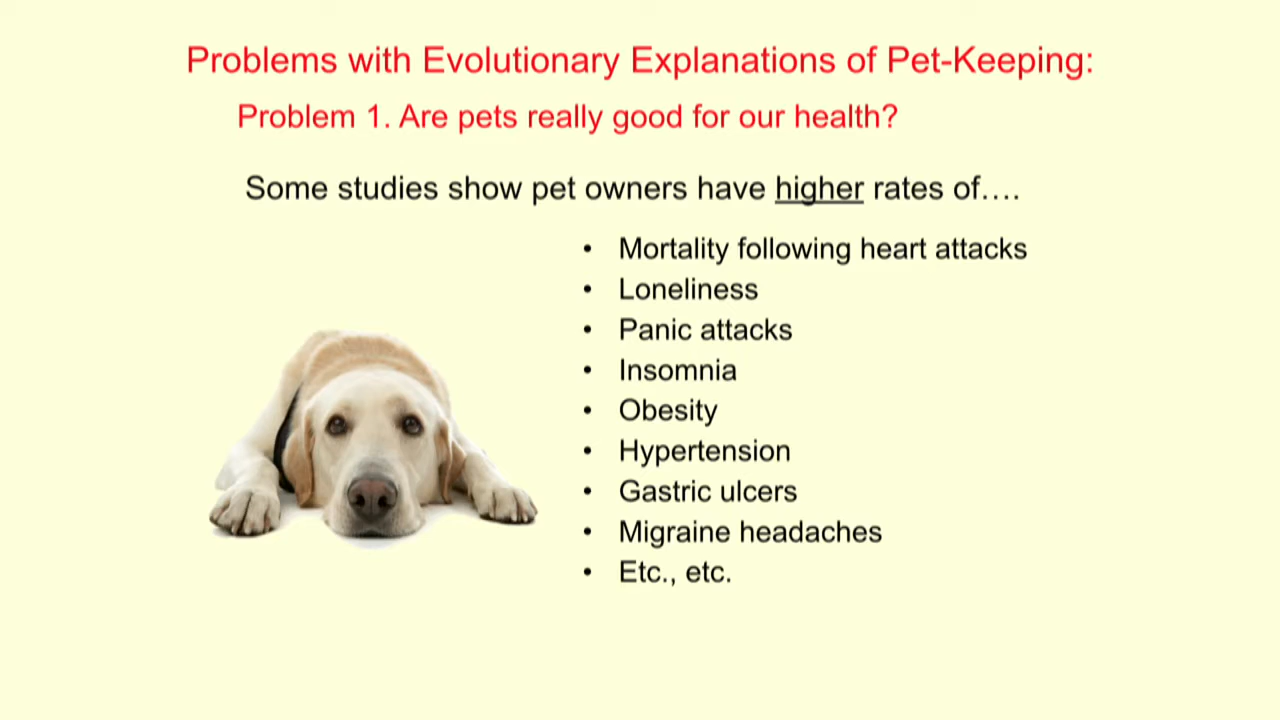 Problems with Evolutionary Explanations of Pet-Keeping:
Problem 1. Are pets really good for our health?
Some studies show pet owners have higher rates of….
• Mortality following heart attacks
• Loneliness
• Panic attacks
• Insomnia
• Obesity
• Hypertension
• Gastric ulcers
• Migraine headaches
• Etc., etc.